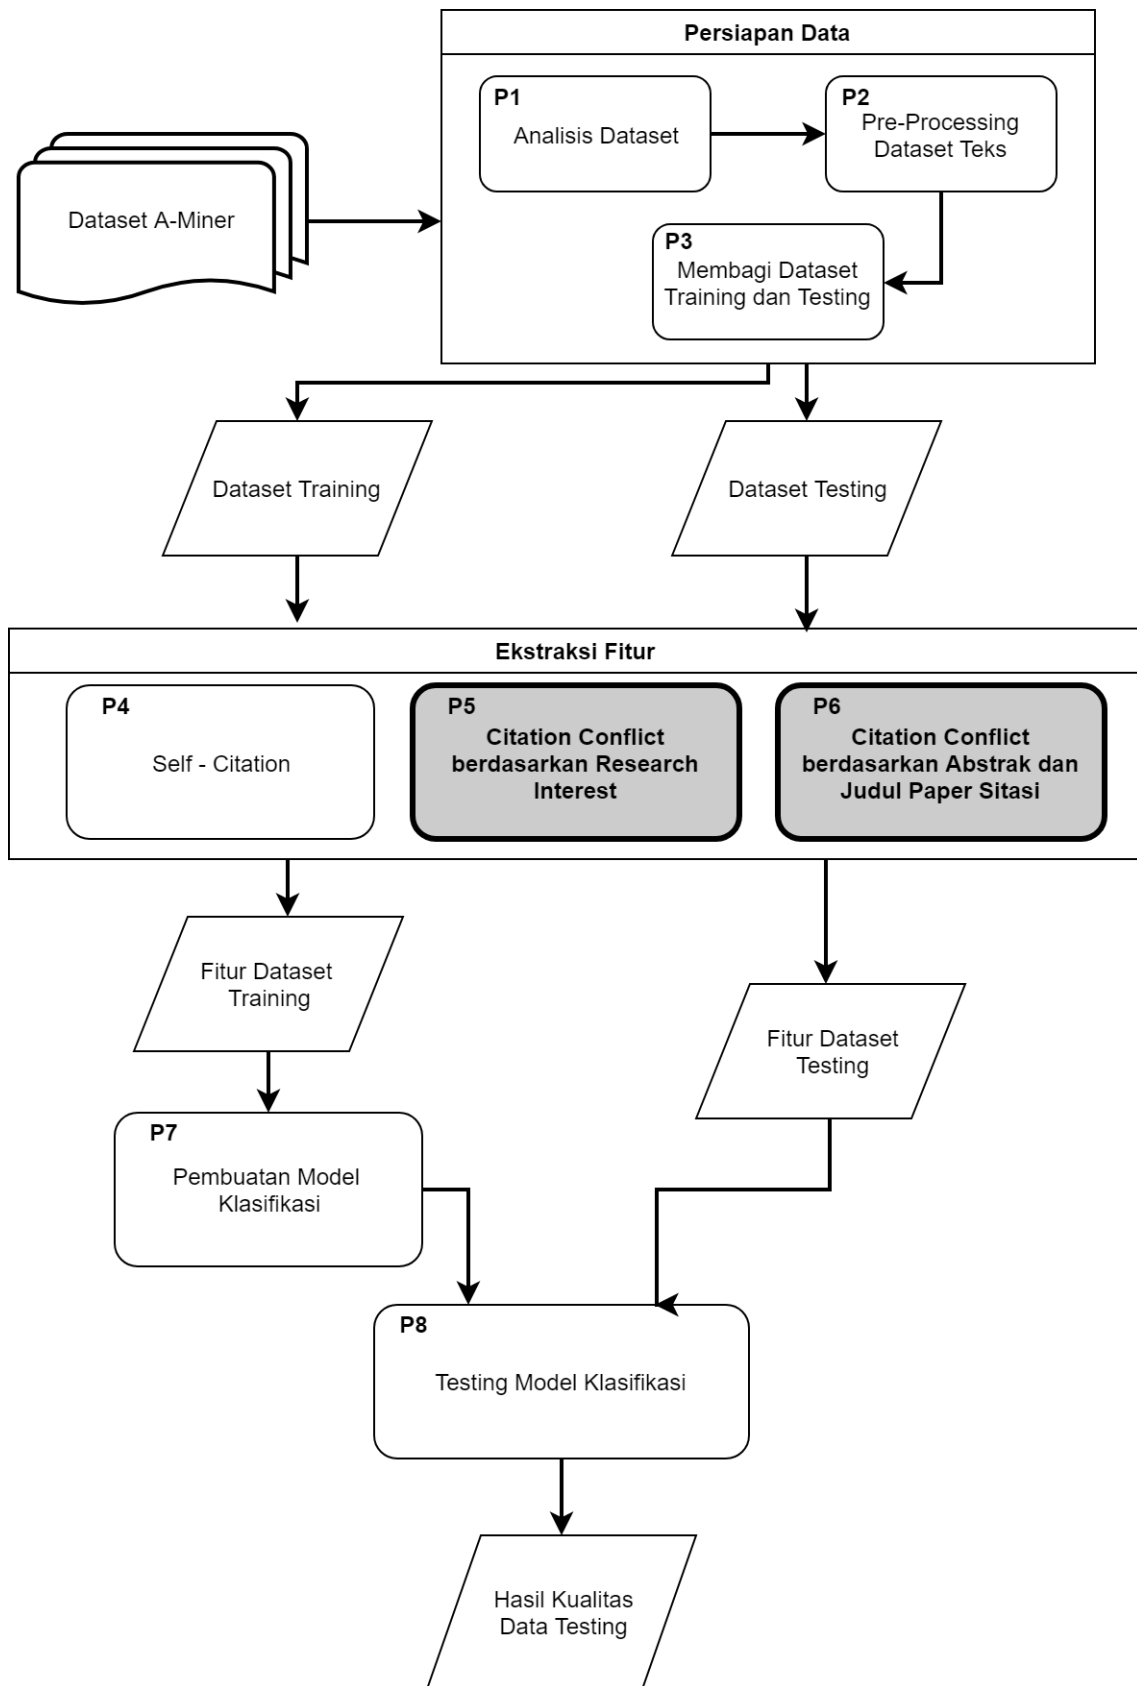 Persiapan Data
P1
Analisis Dataset
P2
Pre-Processing
Dataset Teks
Dataset A-Miner
P3
Membagi Dataset
Training dan Testing
Dataset Training
Dataset Testing
Ekstraksi Fitur
P4
Self - Citation
P5
Citation Conflict
berdasarkan Research
Interest
P6
Citation Conflict
berdasarkan Abstrak dan
Judul Paper Sitasi
Fitur Dataset
Training
Fitur Dataset
Testing
P7
Pembuatan Model
Klasifikasi
P8
Testing Model Klasifikasi
Hasil Kualitas
Data Testing